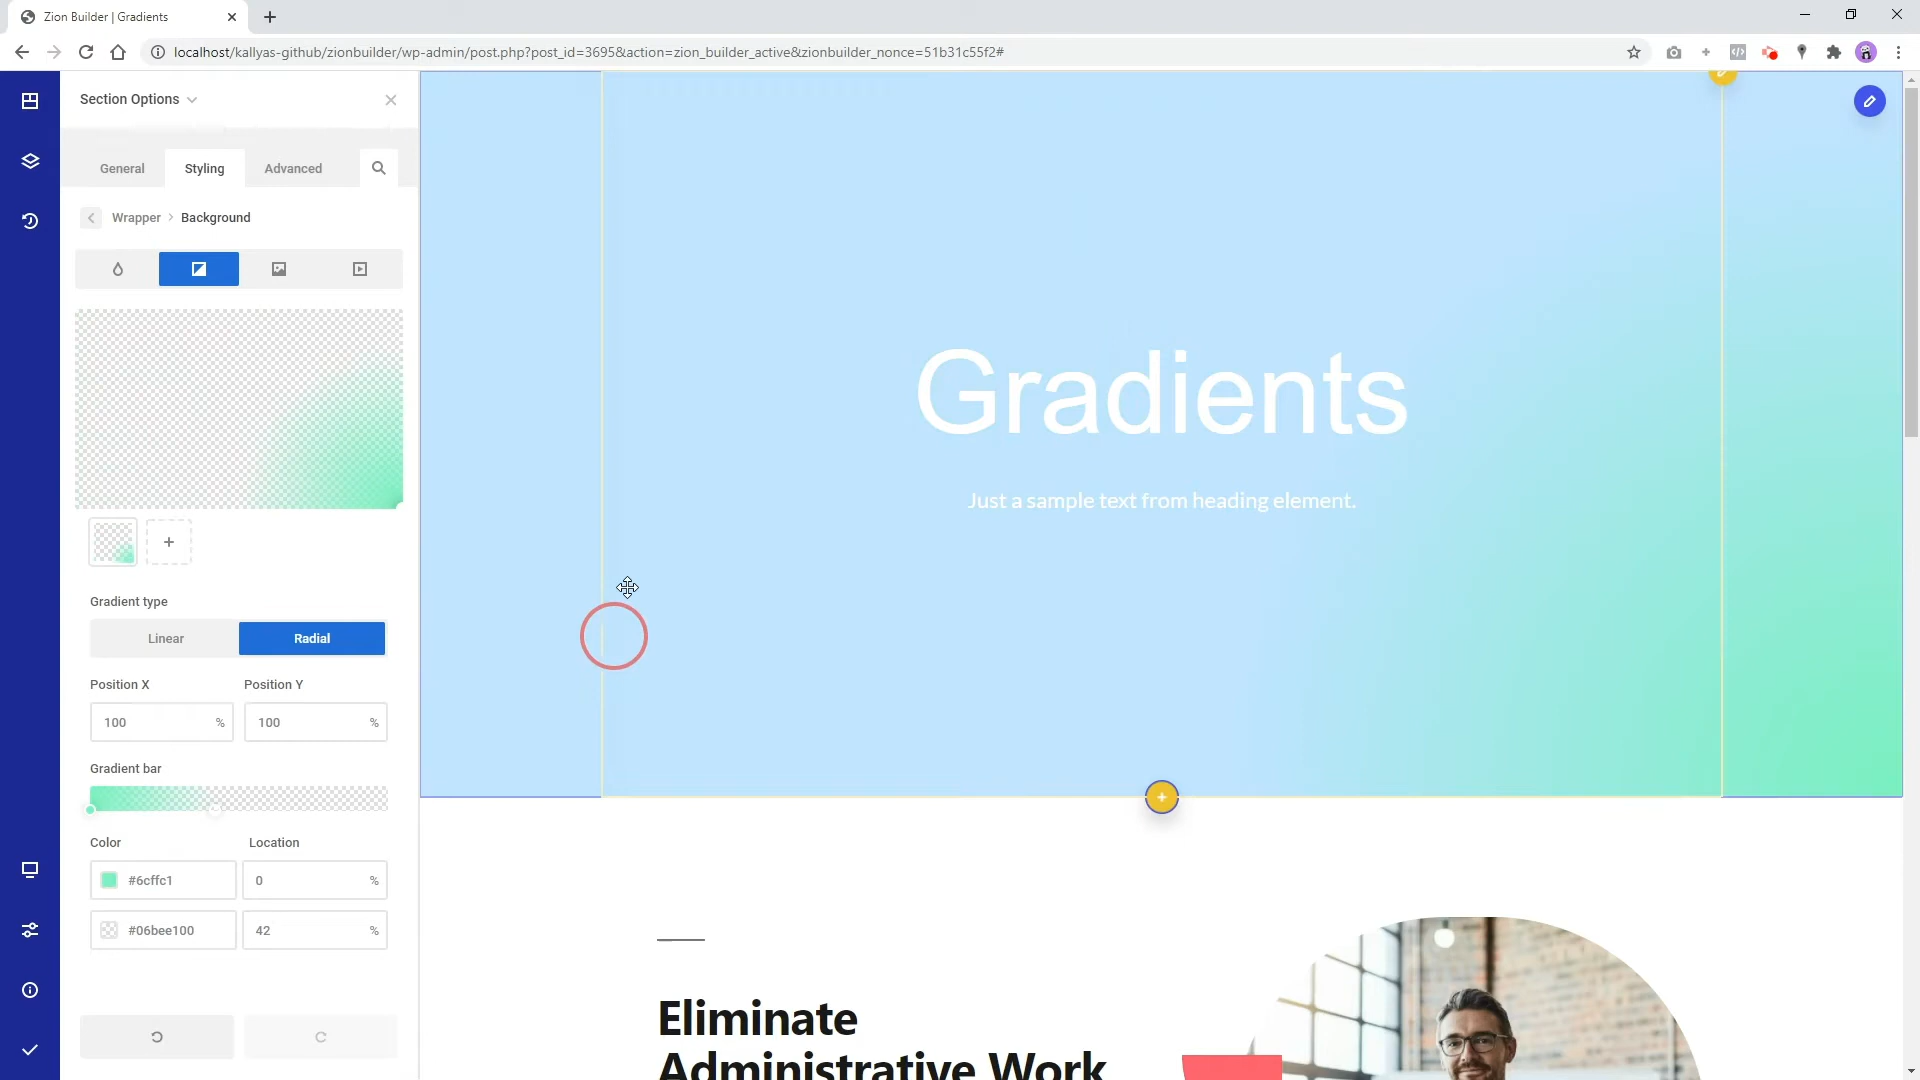 Zion Builder | Gradients
localhost/kallyas-github/zionbuilder/wp-admin/post.php?post_id=3695&action=zion_builder_active&zionbuilder_nonce=51b31c55f2#
Section Options
General Styling Advanced
Wrapper > Background
Gradient type
Linear Radial
Position X Position Y
100 % 100 %
Gradient bar
Color Location
#6cffc1 0 %
#06bee100 42 %
Gradients
Just a sample text from heading element.
Eliminate
Administrative Work